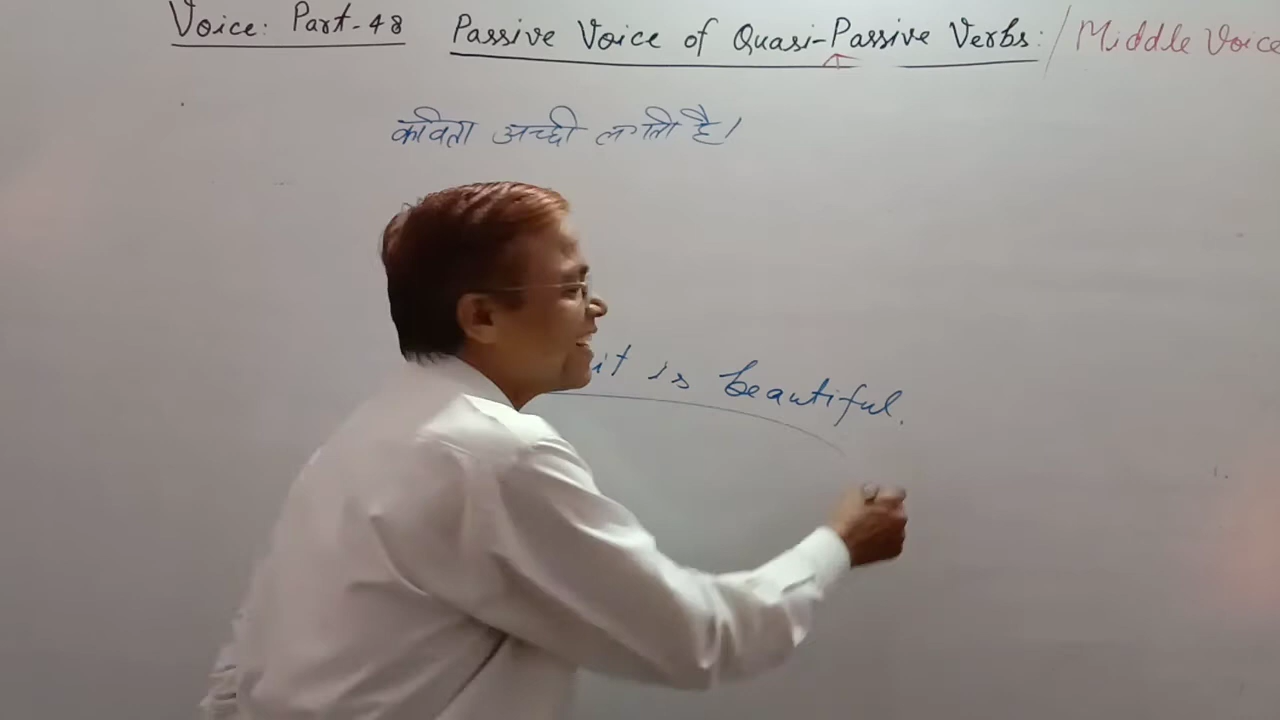 Voice: Part-48 Passive Voice of Quasi-Passive Verbs: / Middle Voice
कविता अच्छी लगती है।
it is beautiful.